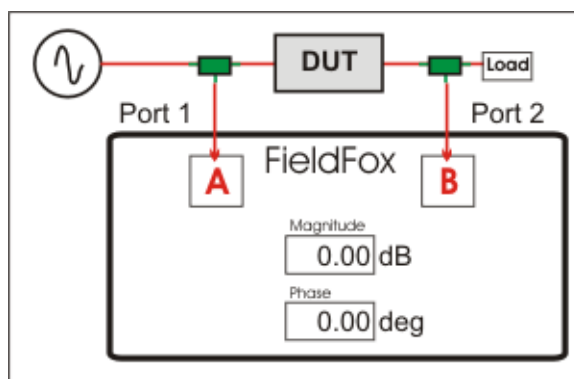 DUT
Load
Port 1
Port 2
FieldFox
A
B
Magnitude
0.00 dB
Phase
0.00 deg